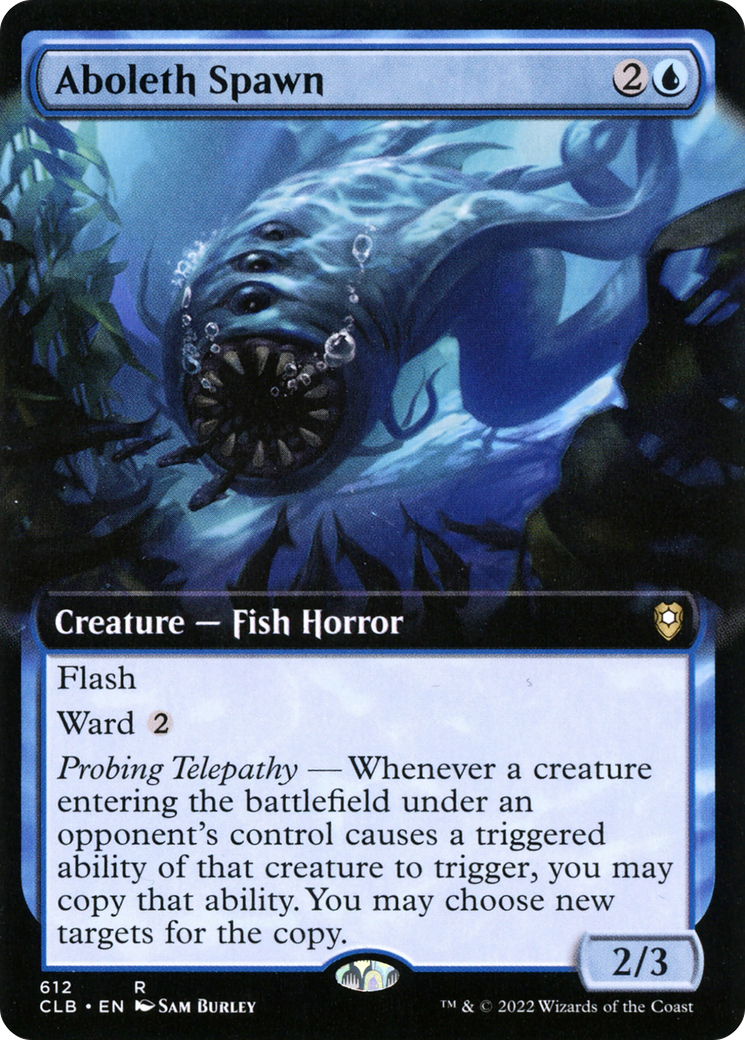 Aboleth Spawn 2
Creature — Fish Horror
Flash
Ward 2
Probing Telepathy — Whenever a creature
entering the battlefield under an
opponent's control causes a triggered
ability of that creature to trigger, you may
copy that ability. You may choose new
targets for the copy.
2/3
612 R
CLB • EN Sam Burley ™ & © 2022 Wizards of the Coast